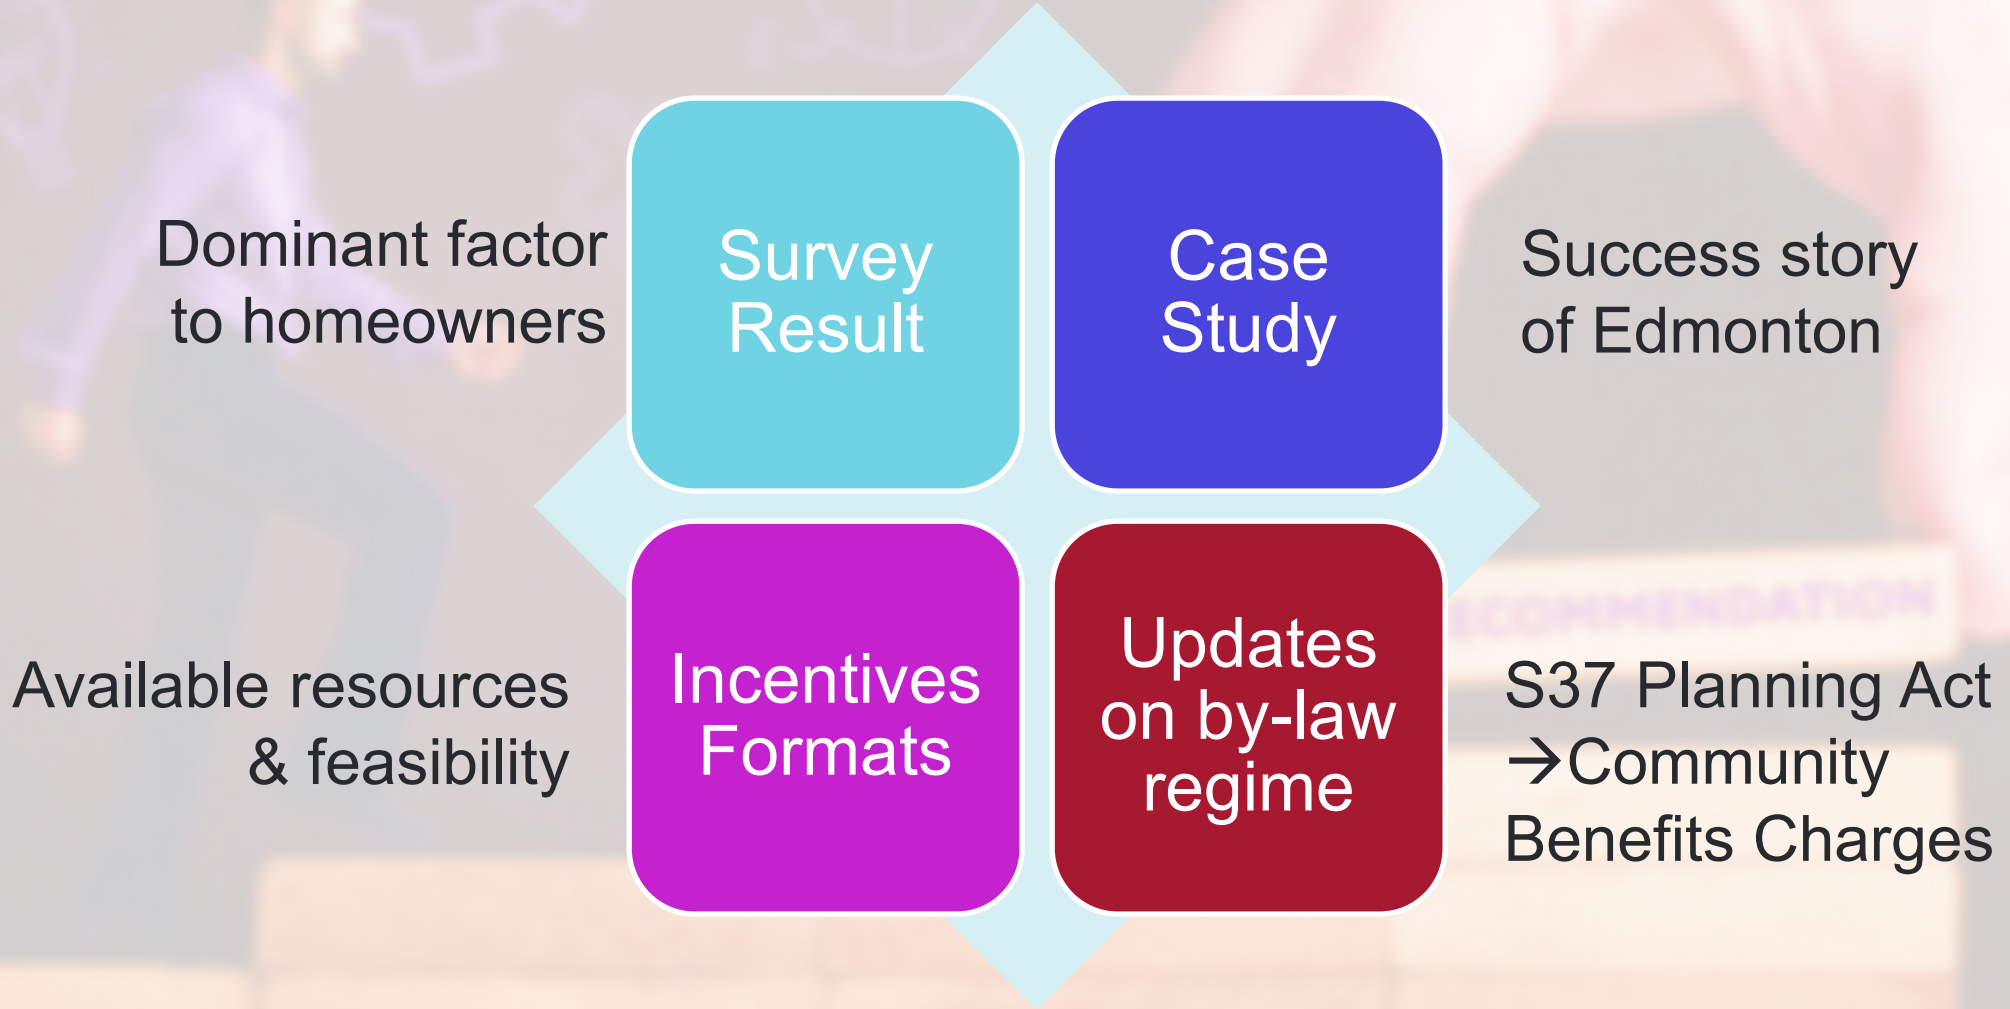 Dominant factor
to homeowners
Survey
Result
Case
Study
Success story
of Edmonton
Available resources
& feasibility
Incentives
Formats
Updates
on by-law
regime
ECOMMENDATION
S37 Planning Act
→Community
Benefits Charges